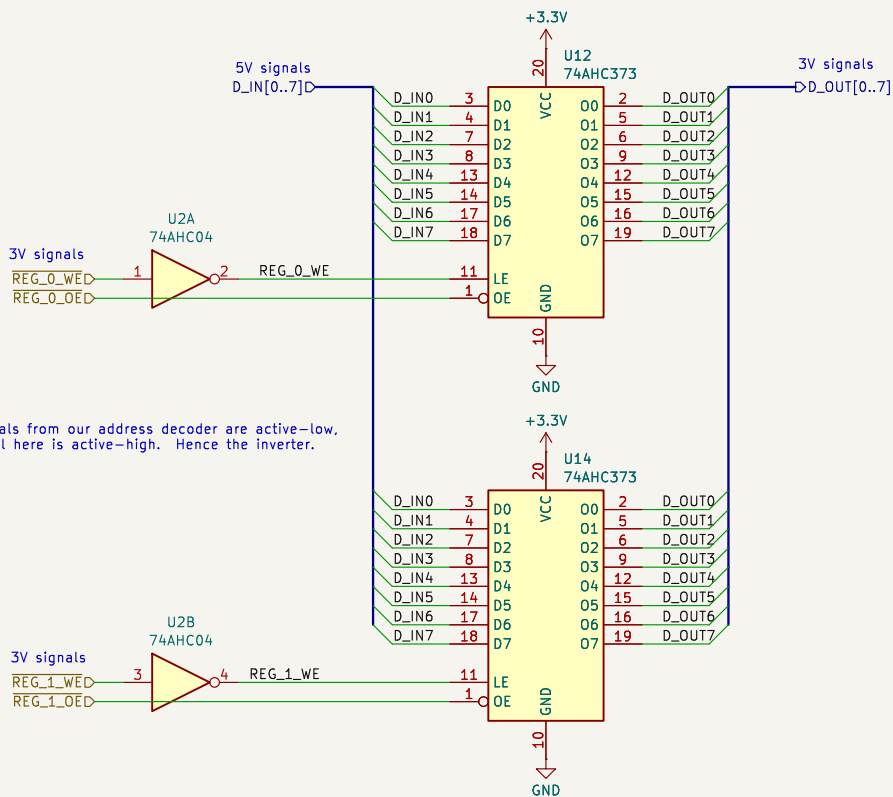 +3.3V
U12
74AHC373
5V signals
D_IN[0..7]
3V signals
D_OUT[0..7]
20
VCC
D_IN0 3 D0 O0 2 D_OUT0
D_IN1 4 D1 O1 5 D_OUT1
D_IN2 7 D2 O2 6 D_OUT2
D_IN3 8 D3 O3 9 D_OUT3
D_IN4 13 D4 O4 12 D_OUT4
D_IN5 14 D5 O5 15 D_OUT5
D_IN6 17 D6 O6 16 D_OUT6
D_IN7 18 D7 O7 19 D_OUT7
U2A
74AHC04
3V signals
REG_0_WE 1 2 REG_0_WE 11 LE
REG_0_OE 1 OE
GND
10
GND
als from our address decoder are active-low,
l here is active-high. Hence the inverter.
+3.3V
U14
74AHC373
20
VCC
D_IN0 3 D0 O0 2 D_OUT0
D_IN1 4 D1 O1 5 D_OUT1
D_IN2 7 D2 O2 6 D_OUT2
D_IN3 8 D3 O3 9 D_OUT3
D_IN4 13 D4 O4 12 D_OUT4
D_IN5 14 D5 O5 15 D_OUT5
D_IN6 17 D6 O6 16 D_OUT6
D_IN7 18 D7 O7 19 D_OUT7
U2B
74AHC04
3V signals
REG_1_WE 3 4 REG_1_WE 11 LE
REG_1_OE 1 OE
GND
10
GND